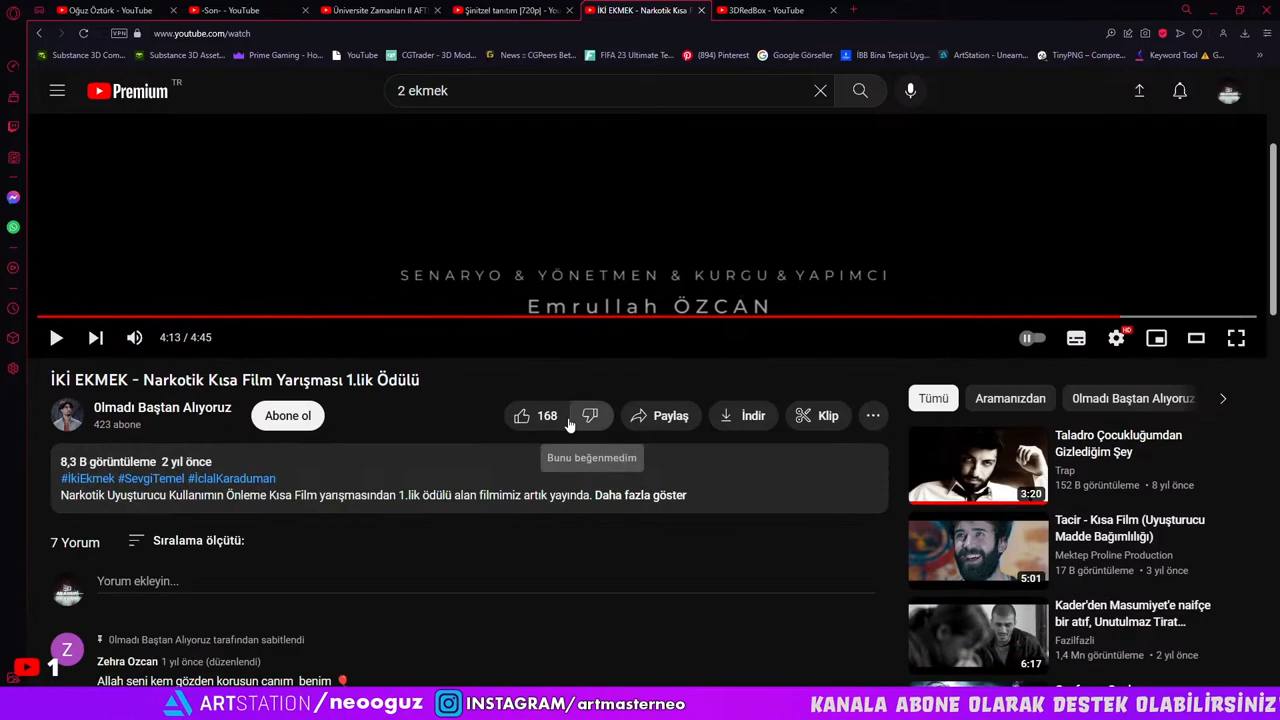 Oğuz Öztürk - YouTube
-Son- - YouTube
Üniversite Zamanları II AFT
Şinitzel tanıtım [720p] - You
İKİ EKMEK - Narkotik Kısa F
3DRedBox - YouTube
VPN
www.youtube.com/watch
Substance 3D Com...
Substance 3D Asset...
Prime Gaming - Ho...
YouTube
CGTrader - 3D Mod...
News :: CGPeers Bet...
FIFA 23 Ultimate Te...
(894) Pinterest
Google Görseller
İBB Bina Tespit Uyg...
ArtStation - Unearn...
TinyPNG – Compre...
Keyword Tool
G...
Premium
TR
2 ekmek
SENARYO & YÖNETMEN & KURGU & YAPIMCI
Emrullah ÖZCAN
4:13 / 4:45
HD
İKİ EKMEK - Narkotik Kısa Film Yarışması 1.lik Ödülü
0lmadı Baştan Alıyoruz
423 abone
Abone ol
168
Paylaş
İndir
Klip
Bunu beğenmedim
8,3 B görüntüleme 2 yıl önce
#İkiEkmek #SevgiTemel #İclalKaraduman
Narkotik Uyuşturucu Kullanımın Önleme Kısa Film yarışmasından 1.lik ödülü alan filmimiz artık yayında. Daha fazla göster
7 Yorum
Sıralama ölçütü:
Yorum ekleyin...
0lmadı Baştan Alıyoruz tarafından sabitlendi
Z
Zehra Ozcan 1 yıl önce (düzenlendi)
Allah seni kem gözden korusun canım benim
Tümü
Aramanızdan
0lmadı Baştan Alıyoruz
Taladro Çocukluğumdan
Gizlediğim Şey
Trap
152 B görüntüleme • 8 yıl önce
3:20
Tacir - Kısa Film (Uyuşturucu
Madde Bağımlılığı)
Mektep Proline Production
17 B görüntüleme • 3 yıl önce
5:01
Kader'den Masumiyet'e naifçe
bir atıf, Unutulmaz Tirat...
Fazilfazli
1,4 Mn görüntüleme • 2 yıl önce
6:17
1
ARTSTATION/neooguz
INSTAGRAM/artmasterneo
KANALA ABONE OLARAK DESTEK OLABİLİRSİNİZ